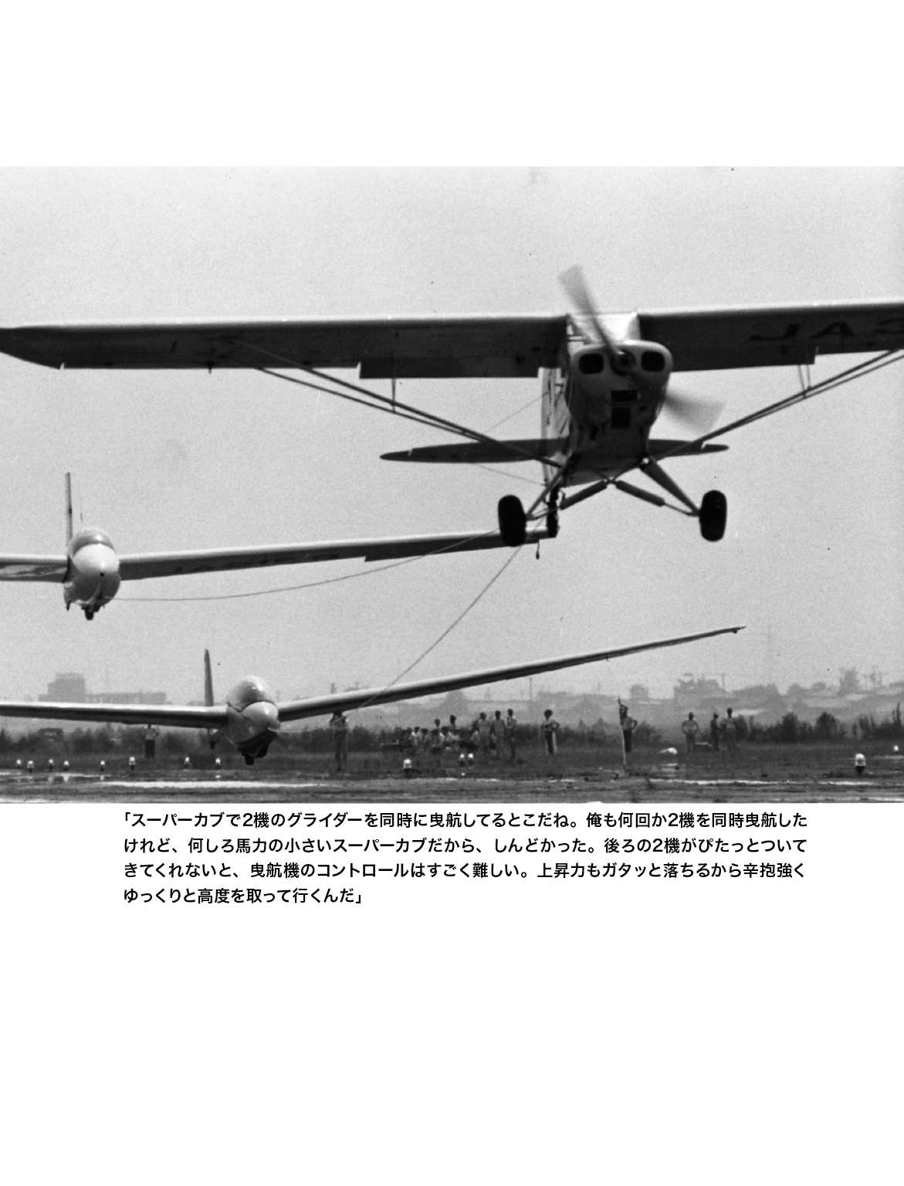 JA3
「スーパーカブで2機のグライダーを同時に曳航してるとこだね。俺も何回か2機を同時曳航した
けれど、何しろ馬力の小さいスーパーカブだから、しんどかった。後ろの2機がぴたっとついて
きてくれないと、曳航機のコントロールはすごく難しい。上昇力もガタッと落ちるから辛抱強く
ゆっくりと高度を取って行くんだ」